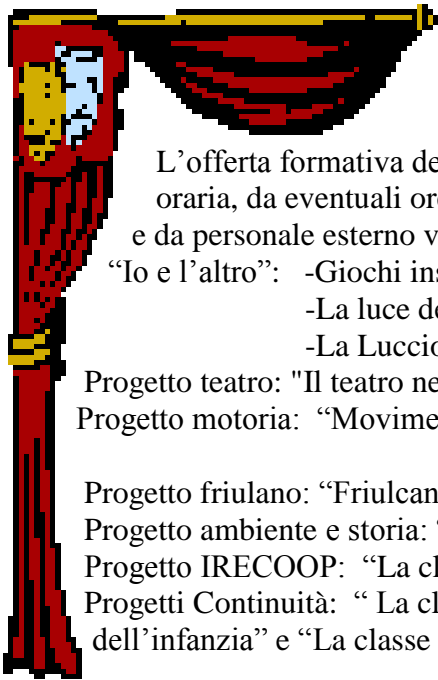 L’offerta formativa de
oraria, da eventuali or
e da personale esterno v
“Io e l’altro”: -Giochi ins
-La luce de
-La Luccio
Progetto teatro: "Il teatro ne
Progetto motoria: “Movime
Progetto friulano: “Friulcan
Progetto ambiente e storia: “
Progetto IRECOOP: “La cl
Progetti Continuità: “ La cl
dell’infanzia” e “La classe